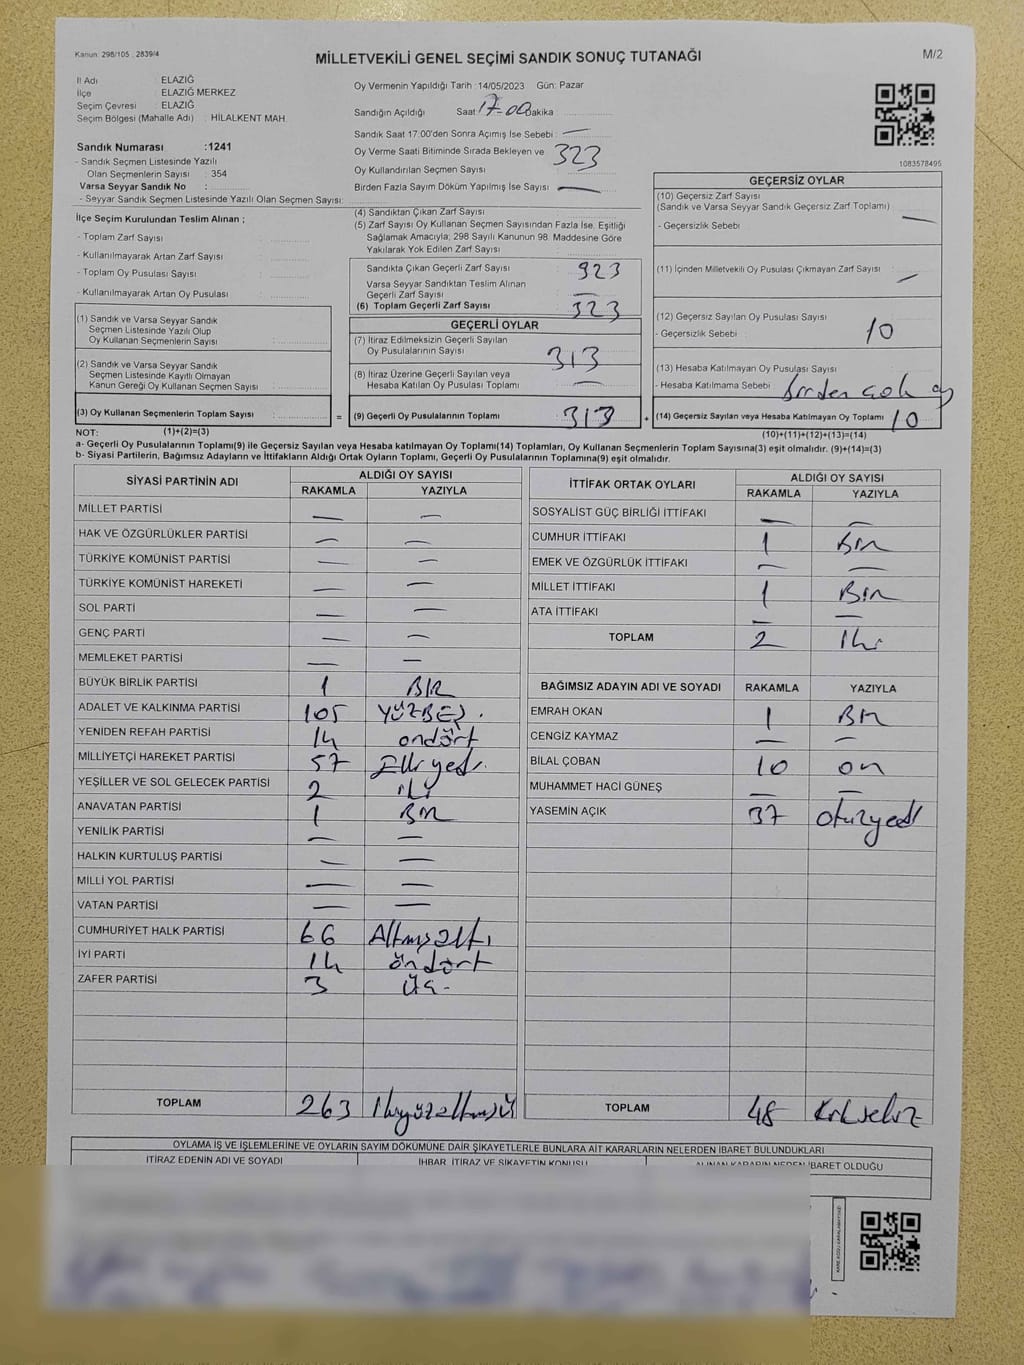 Kanun: 298/105 , 2839/4
MİLLETVEKİLİ GENEL SEÇİMİ SANDIK SONUÇ TUTANAĞI
M/2
İl Adı : ELAZIĞ
İlçe : ELAZIĞ MERKEZ
Seçim Çevresi : ELAZIĞ
Seçim Bölgesi (Mahalle Adı) : HİLALKENT MAH.
Sandık Numarası :1241
- Sandık Seçmen Listesinde Yazılı
Olan Seçmenlerin Sayısı : 354
Varsa Seyyar Sandık No :
- Seyyar Sandık Seçmen Listesinde Yazılı Olan Seçmen Sayısı:
Oy Vermenin Yapıldığı Tarih :14/05/2023 Gün: Pazar
Sandığın Açıldığı Saat 17-00 Dakika
Sandık Saat 17:00'den Sonra Açımış İse Sebebi : —
Oy Verme Saati Bitiminde Sırada Bekleyen ve 323
Oy Kullandırılan Seçmen Sayısı
Birden Fazla Sayım Döküm Yapılmış İse Sayısı —
1083578495
İlçe Seçim Kurulundan Teslim Alınan ;
- Toplam Zarf Sayısı :
- Kullanılmayarak Artan Zarf Sayısı :
- Toplam Oy Pusulası Sayısı :
- Kullanılmayarak Artan Oy Pusulası :
(1) Sandık ve Varsa Seyyar Sandık
Seçmen Listesinde Yazılı Olup
Oy Kullanan Seçmenlerin Sayısı :
(2) Sandık ve Varsa Seyyar Sandık
Seçmen Listesinde Kayıtlı Olmayan
Kanun Gereği Oy Kullanan Seçmen Sayısı :
(3) Oy Kullanan Seçmenlerin Toplam Sayısı : =
(1)+(2)=(3)
(4) Sandıktan Çıkan Zarf Sayısı :
(5) Zarf Sayısı Oy Kullanan Seçmen Sayısından Fazla İse, Eşitliği
Sağlamak Amacıyla; 298 Sayılı Kanunun 98. Maddesine Göre
Yakılarak Yok Edilen Zarf Sayısı
Sandıkta Çıkan Geçerli Zarf Sayısı 323
Varsa Seyyar Sandıktan Teslim Alınan
Geçerli Zarf Sayısı : —
(6) Toplam Geçerli Zarf Sayısı 323
GEÇERLİ OYLAR
(7) İtiraz Edilmeksizin Geçerli Sayılan
Oy Pusulalarının Sayısı 313
(8) İtiraz Üzerine Geçerli Sayılan veya
Hesaba Katılan Oy Pusulası Toplamı —
(9) Geçerli Oy Pusulalarının Toplamı : 313 +
GEÇERSİZ OYLAR
(10) Geçersiz Zarf Sayısı
(Sandık ve Varsa Seyyar Sandık Geçersiz Zarf Toplamı) : —
- Geçersizlik Sebebi :
(11) İçinden Milletvekili Oy Pusulası Çıkmayan Zarf Sayısı : —
(12) Geçersiz Sayılan Oy Pusulası Sayısı :
- Geçersizlik Sebebi : 10
(13) Hesaba Katılmayan Oy Pusulası Sayısı :
- Hesaba Katılmama Sebebi : birden çok oy
(14) Geçersiz Sayılan veya Hesaba Katılmayan Oy Toplamı : 10
(10)+(11)+(12)+(13)=(14)
NOT:
a- Geçerli Oy Pusulalarının Toplamı(9) ile Geçersiz Sayılan veya Hesaba katılmayan Oy Toplamı(14) Toplamları, Oy Kullanan Seçmenlerin Toplam Sayısına(3) eşit olmalıdır. (9)+(14)=(3)
b- Siyasi Partilerin, Bağımsız Adayların ve İttifakların Aldığı Ortak Oyların Toplamı, Geçerli Oy Pusulalarının Toplamına(9) eşit olmalıdır.
SİYASİ PARTİNİN ADI ALDIĞI OY SAYISI
RAKAMLA YAZIYLA
MİLLET PARTİSİ — —
HAK VE ÖZGÜRLÜKLER PARTİSİ — —
TÜRKİYE KOMÜNİST PARTİSİ — —
TÜRKİYE KOMÜNİST HAREKETİ — —
SOL PARTİ — —
GENÇ PARTİ — —
MEMLEKET PARTİSİ — —
BÜYÜK BİRLİK PARTİSİ 1 BİR
ADALET VE KALKINMA PARTİSİ 105 YÜZBEŞ.
YENİDEN REFAH PARTİSİ 14 ondört
MİLLİYETÇİ HAREKET PARTİSİ 57 Elliyedi.
YEŞİLLER VE SOL GELECEK PARTİSİ 2 iki
ANAVATAN PARTİSİ 1 BİR
YENİLİK PARTİSİ — —
HALKIN KURTULUŞ PARTİSİ — —
MİLLİ YOL PARTİSİ — —
VATAN PARTİSİ — —
CUMHURİYET HALK PARTİSİ 66 Altmışaltı
İYİ PARTİ 14 öndört
ZAFER PARTİSİ 3 Üç-
TOPLAM 263 İkiyüzaltmışü
İTTİFAK ORTAK OYLARI ALDIĞI OY SAYISI
RAKAMLA YAZIYLA
SOSYALİST GÜÇ BİRLİĞİ İTTİFAKI — —
CUMHUR İTTİFAKI 1 Bir
EMEK VE ÖZGÜRLÜK İTTİFAKI — —
MİLLET İTTİFAKI 1 Bir
ATA İTTİFAKI — —
TOPLAM 2 İki
BAĞIMSIZ ADAYIN ADI VE SOYADI RAKAMLA YAZIYLA
EMRAH OKAN 1 BİR
CENGİZ KAYMAZ — —
BİLAL ÇOBAN 10 on
MUHAMMET HACİ GÜNEŞ — —
YASEMİN AÇIK 37 otuzyedi
TOPLAM 48 Kırksekiz
OYLAMA İŞ VE İŞLEMLERİNE VE OYLARIN SAYIM DÖKÜMÜNE DAİR ŞİKAYETLERLE BUNLARA AİT KARARLARIN NELERDEN İBARET BULUNDUKLARI
İTİRAZ EDENİN ADI VE SOYADI İHBAR, İTİRAZ VE ŞİKAYETİN KONUSU ALINAN KARARIN NEDEN İBARET OLDUĞU